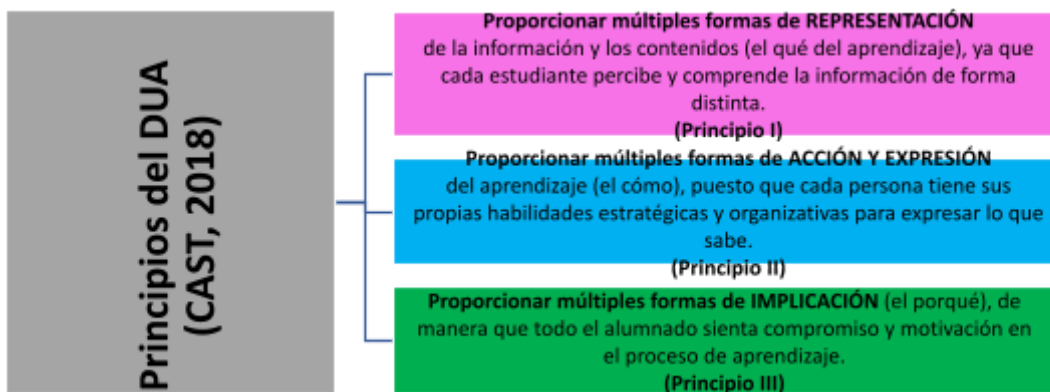 Principios del DUA
(CAST, 2018)
Proporcionar múltiples formas de REPRESENTACIÓN
de la información y los contenidos (el qué del aprendizaje), ya que
cada estudiante percibe y comprende la información de forma
distinta.
(Principio I)
Proporcionar múltiples formas de ACCIÓN Y EXPRESIÓN
del aprendizaje (el cómo), puesto que cada persona tiene sus
propias habilidades estratégicas y organizativas para expresar lo que
sabe.
(Principio II)
Proporcionar múltiples formas de IMPLICACIÓN (el porqué), de
manera que todo el alumnado sienta compromiso y motivación en
el proceso de aprendizaje.
(Principio III)